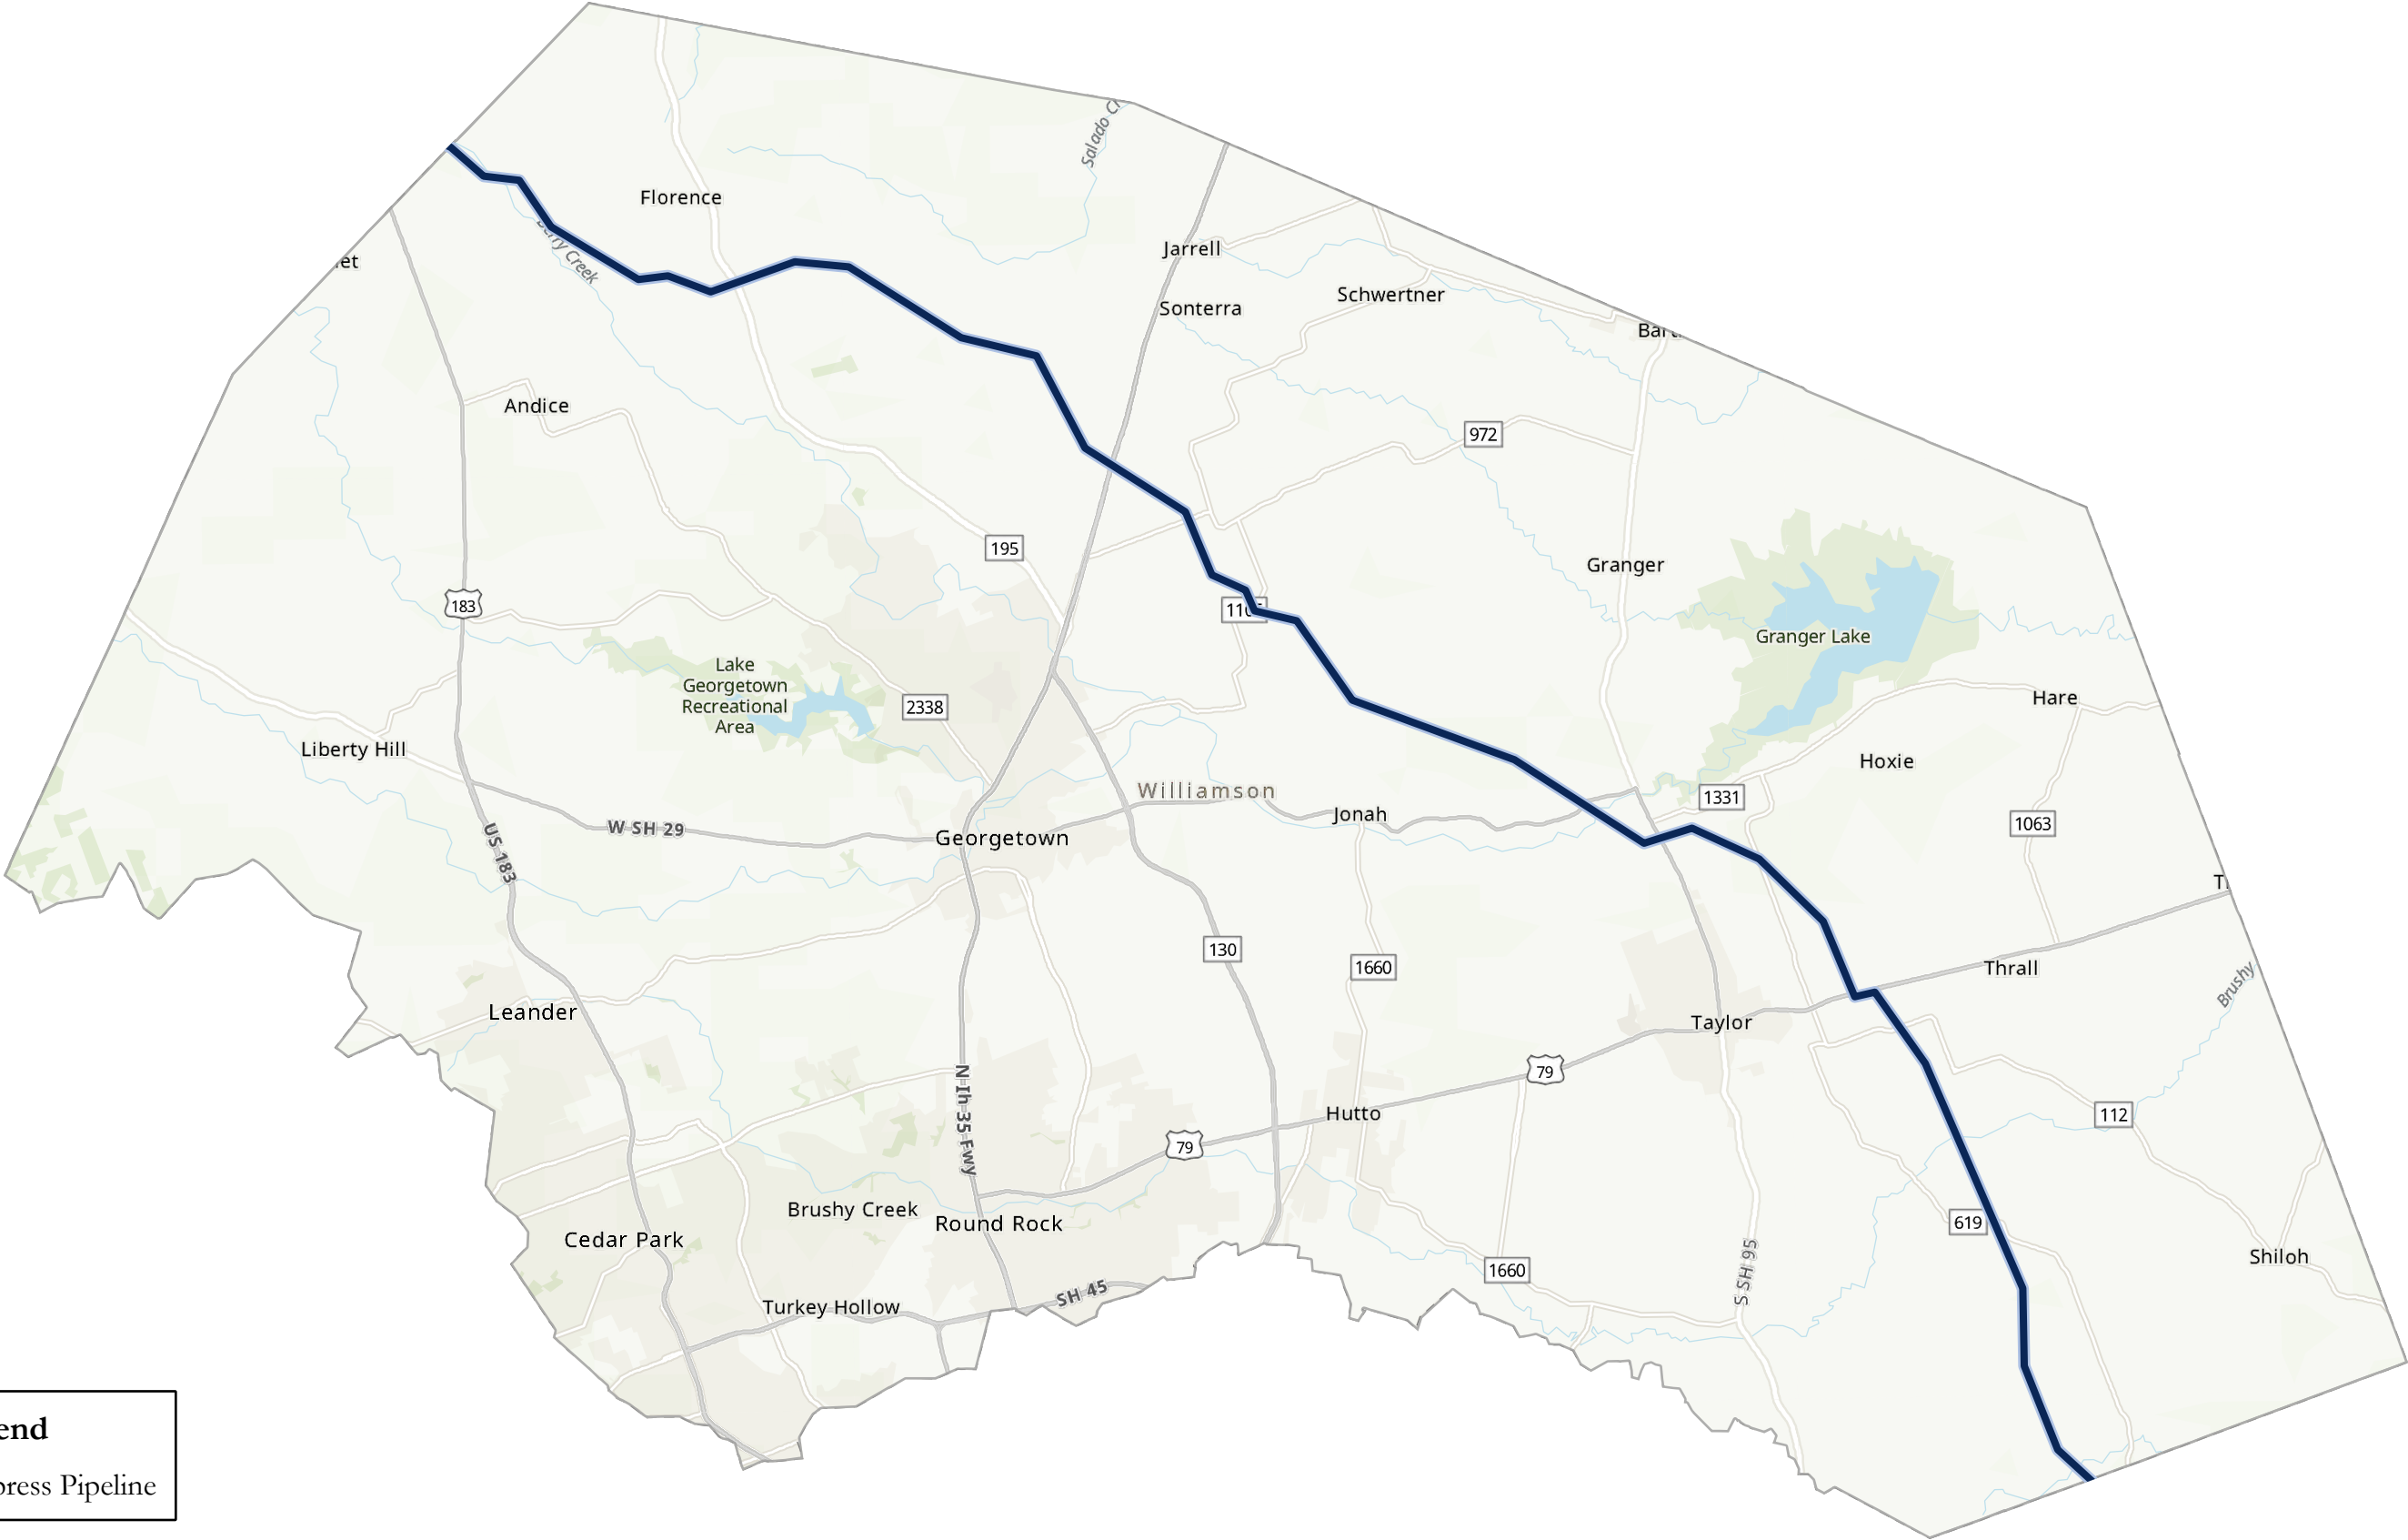 Salado
Florence
Jarrell
Berry Creek
Sonterra
Schwertner
Andice
972
195
Granger
183
Granger Lake
Lake
Georgetown
Recreational
Area
2338
Hare
Liberty Hill
Hoxie
Williamson
1331
Jonah
1063
W SH 29
Georgetown
US 183
130
1660
Thrall
Brushy
Leander
Taylor
79
N Ih 35 Fwy
Hutto
112
79
Brushy Creek
Round Rock
619
Cedar Park
Shiloh
1660
S SH 95
SH 45
Turkey Hollow
end
press Pipeline